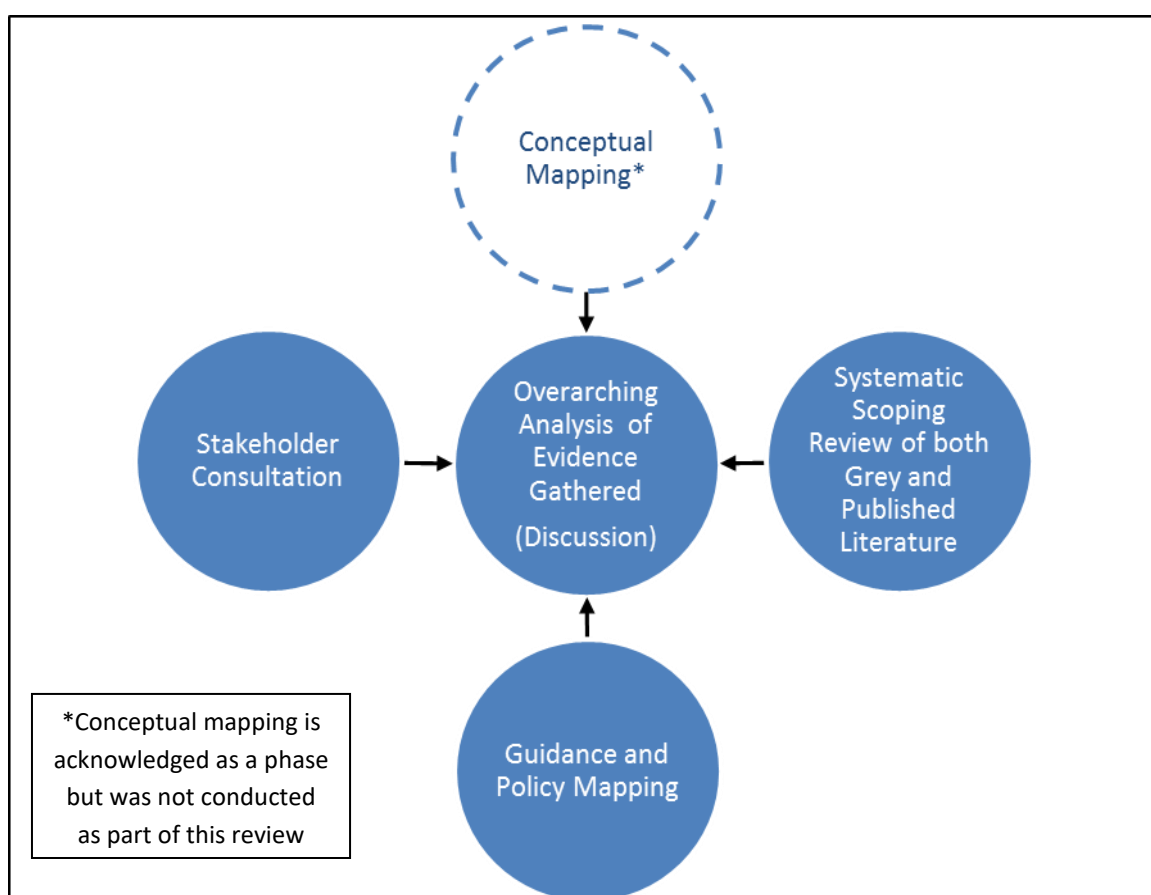 Conceptual
Mapping*
Stakeholder
Consultation
Overarching
Analysis of
Evidence
Gathered
(Discussion)
Systematic
Scoping
Review of both
Grey and
Published
Literature
Guidance and
Policy Mapping
*Conceptual mapping is
acknowledged as a phase
but was not conducted
as part of this review